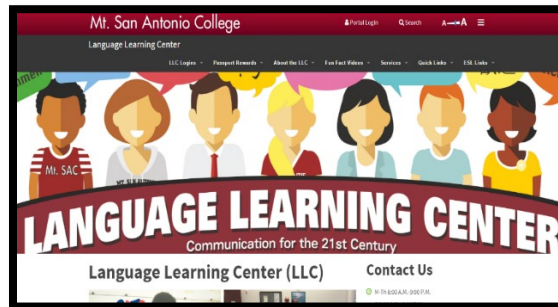 Mt. San Antonio College
Portal Login
Search
A A
Language Learning Center
LLC Logins Passport Rewards About the LLC Fun Fact Videos Services Quick Links ESL Links
Mt. SAC
LANGUAGE LEARNING CENTER
Communication for the 21st Century
Language Learning Center (LLC)
Contact Us